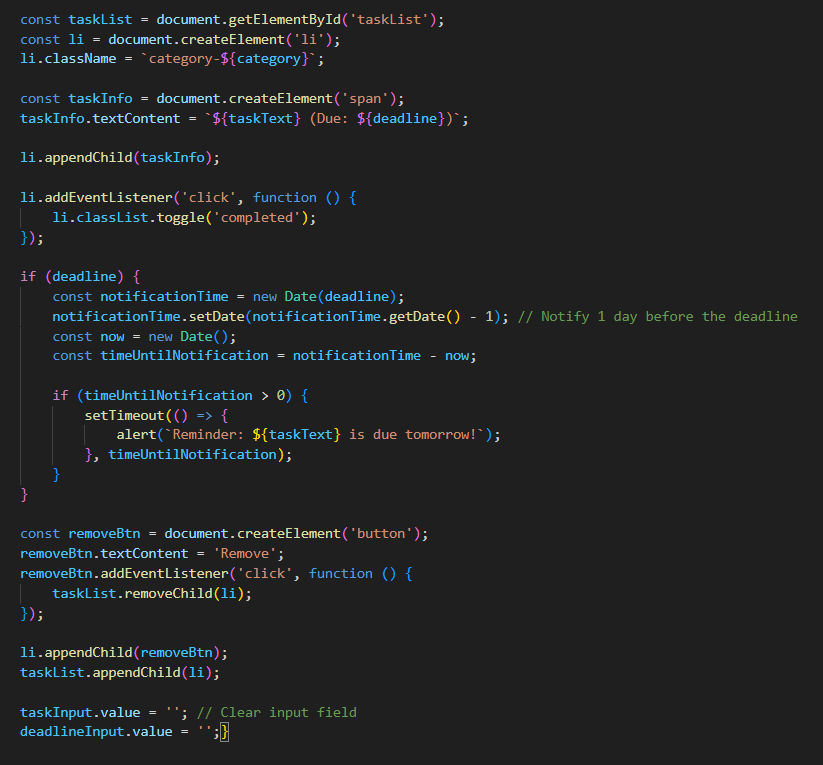 const taskList = document.getElementById('taskList');
const li = document.createElement('li');
li.className = `category-${category}`;

const taskInfo = document.createElement('span');
taskInfo.textContent = `${taskText} (Due: ${deadline})`;

li.appendChild(taskInfo);

li.addEventListener('click', function () {
    li.classList.toggle('completed');
});

if (deadline) {
    const notificationTime = new Date(deadline);
    notificationTime.setDate(notificationTime.getDate() - 1); // Notify 1 day before the deadline
    const now = new Date();
    const timeUntilNotification = notificationTime - now;

    if (timeUntilNotification > 0) {
        setTimeout(() => {
            alert(`Reminder: ${taskText} is due tomorrow!`);
        }, timeUntilNotification);
    }
}

const removeBtn = document.createElement('button');
removeBtn.textContent = 'Remove';
removeBtn.addEventListener('click', function () {
    taskList.removeChild(li);
});

li.appendChild(removeBtn);
taskList.appendChild(li);

taskInput.value = ''; // Clear input field
deadlineInput.value = '';}